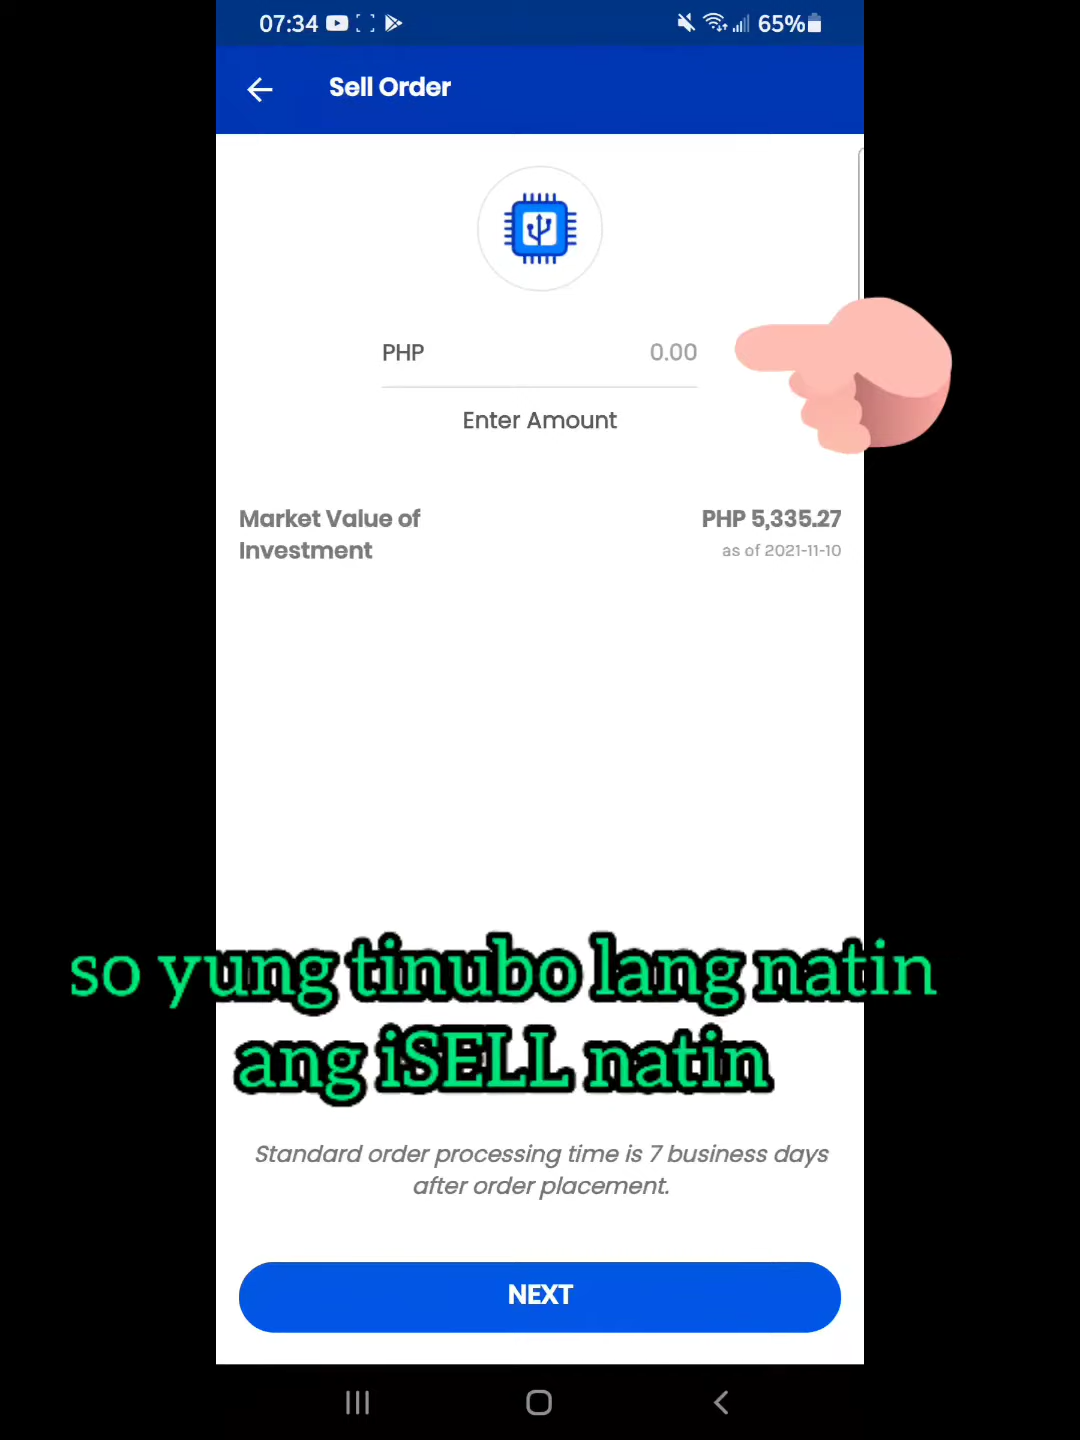 07:34
65%
Sell Order
PHP 0.00
Enter Amount
Market Value of
Investment
PHP 5,335.27
as of 2021-11-10
so yung tinubo lang natin
ang iSELL natin
Standard order processing time is 7 business days
after order placement.
NEXT